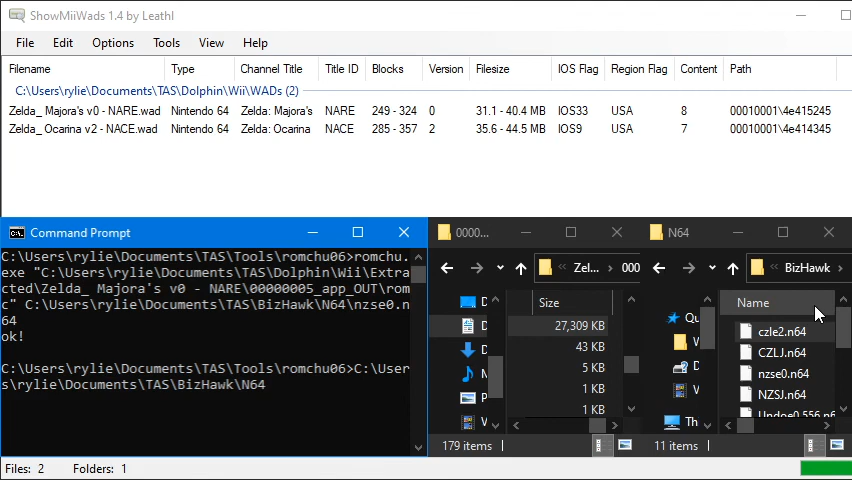 ShowMiiWads 1.4 by Leathl
File Edit Options Tools View Help
Filename Type Channel Title Title ID Blocks Version Filesize IOS Flag Region Flag Content Path
C:\Users\rylie\Documents\TAS\Dolphin\Wii\WADs (2)
Zelda_ Majora's v0 - NARE.wad Nintendo 64 Zelda: Majora's NARE 249 - 324 0 31.1 - 40.4 MB IOS33 USA 8 00010001\4e415245
Zelda_ Ocarina v2 - NACE.wad Nintendo 64 Zelda: Ocarina NACE 285 - 357 2 35.6 - 44.5 MB IOS9 USA 7 00010001\4e414345
Command Prompt
C:\Users\rylie\Documents\TAS\Tools\romchu06>romchu.
exe "C:\Users\rylie\Documents\TAS\Dolphin\Wii\Extra
cted\Zelda_ Majora's v0 - NARE\00000005_app_OUT\rom
c" C:\Users\rylie\Documents\TAS\BizHawk\N64\nzse0.n
64
ok!
C:\Users\rylie\Documents\TAS\Tools\romchu06>C:\User
s\rylie\Documents\TAS\BizHawk\N64
0000...
Zel... 000
Size
27,309 KB
43 KB
5 KB
1 KB
1 KB
179 items
N64
BizHawk
Name
Qu
Th
czle2.n64
CZLJ.n64
nzse0.n64
NZSJ.n64
11 items
Files: 2 Folders: 1